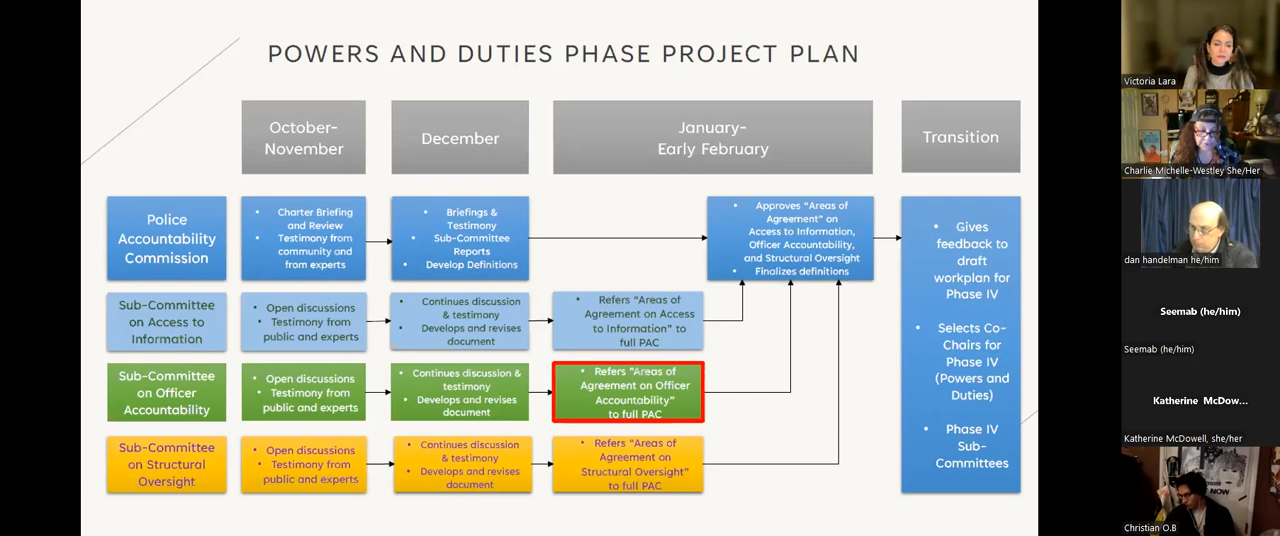 POWERS AND DUTIES PHASE PROJECT PLAN
October-
November
December
January-
Early February
Transition
Police
Accountability
Commission
• Charter Briefing
and Review
• Testimony from
community and
from experts
• Briefings &
Testimony
• Sub-Committee
Reports
• Develop Definitions
• Approves “Areas of
Agreement” on
Access to Information,
Officer Accountability,
and Structural Oversight
• Finalizes definitions
• Gives
feedback to
draft
workplan for
Phase IV
• Selects Co-
Chairs for
Phase IV
(Powers and
Duties)
• Phase IV
Sub-
Committees
Sub-Committee
on Access to
Information
• Open discussions
• Testimony from
public and experts
Continues discussion
& testimony
• Develops and revises
document
• Refers “Areas of
Agreement on Access
to Information” to
full PAC
Sub-Committee
on Officer
Accountability
• Open discussions
• Testimony from
public and experts
• Continues discussion &
testimony
• Develops and revises
document
• Refers “Areas of
Agreement on Officer
Accountability”
to full PAC
Sub-Committee
on Structural
Oversight
• Open discussions
• Testimony from
public and experts
• Continues discussion
& testimony
• Develops and revises
document
• Refers “Areas of
Agreement on
Structural Oversight”
to full PAC
Victoria Lara
Charlie Michelle-Westley She/Her
dan handelman he/him
Seemab (he/him)
Seemab (he/him)
Katherine McDow...
Katherine McDowell, she/her
NOW
Christian O.B